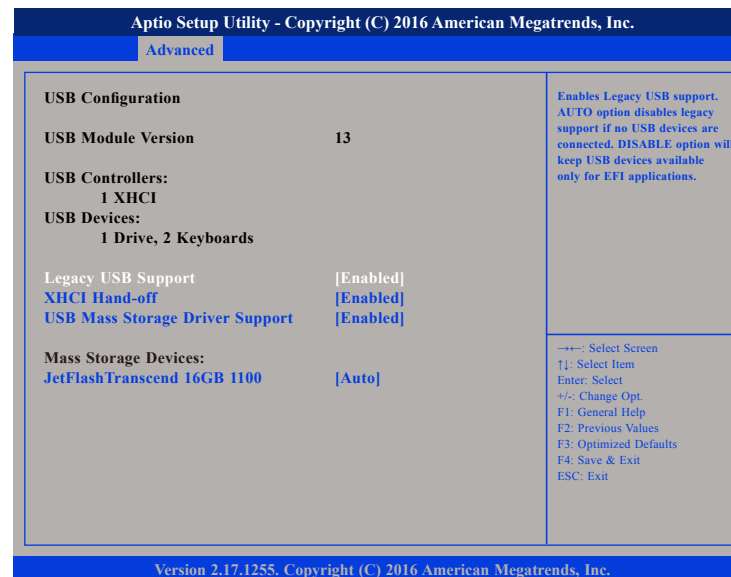 Aptio Setup Utility - Copyright (C) 2016 American Megatrends, Inc.
Advanced
USB Configuration
USB Module Version 13
USB Controllers:
1 XHCI
USB Devices:
1 Drive, 2 Keyboards
Legacy USB Support [Enabled]
XHCI Hand-off [Enabled]
USB Mass Storage Driver Support [Enabled]
Mass Storage Devices:
JetFlashTranscend 16GB 1100 [Auto]
Enables Legacy USB support.
AUTO option disables legacy
support if no USB devices are
connected. DISABLE option will
keep USB devices available
only for EFI applications.
→←: Select Screen
↑↓: Select Item
Enter: Select
+/-: Change Opt.
F1: General Help
F2: Previous Values
F3: Optimized Defaults
F4: Save & Exit
ESC: Exit
Version 2.17.1255. Copyright (C) 2016 American Megatrends, Inc.